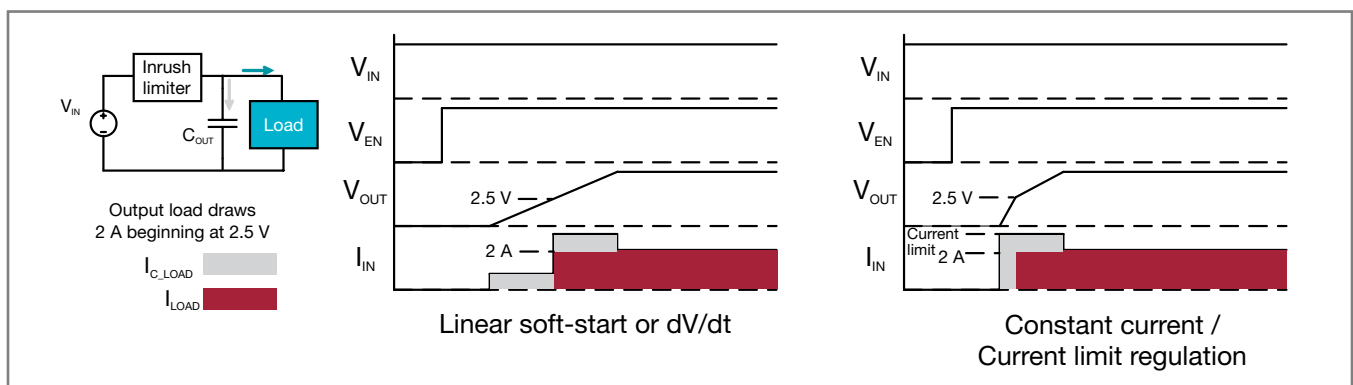 Inrush
limiter
V_IN
+
–
C_OUT
Load
Output load draws
2 A beginning at 2.5 V
I_C_LOAD
I_LOAD
V_IN
V_EN
V_OUT
2.5 V
2 A
I_IN
Linear soft-start or dV/dt
V_IN
V_EN
V_OUT
2.5 V
Current
limit
2 A
I_IN
Constant current /
Current limit regulation